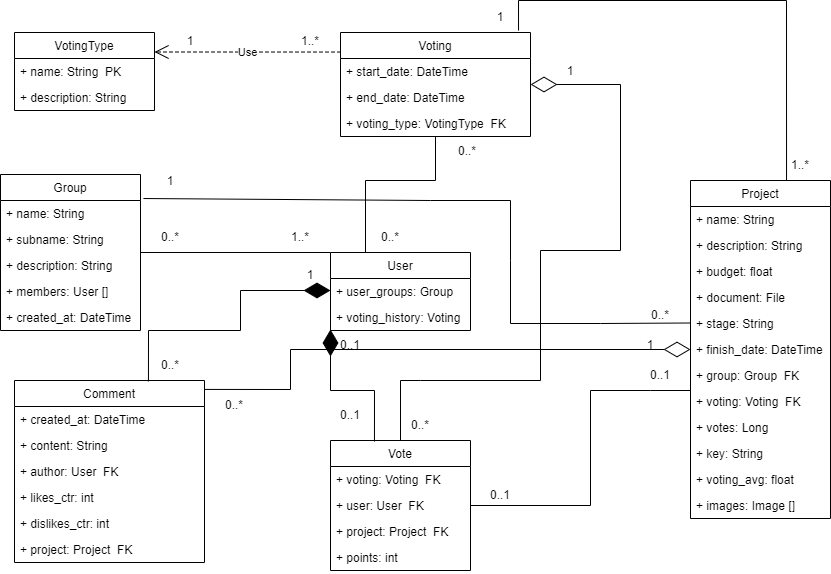 1
VotingType
+ name: String  PK
+ description: String
1
Use
1..*
Voting
+ start_date: DateTime
+ end_date: DateTime
+ voting_type: VotingType  FK
1
0..*
1..*
Group
+ name: String
+ subname: String
+ description: String
+ members: User []
+ created_at: DateTime
1
0..*
1..*
0..*
User
+ user_groups: Group
+ voting_history: Voting
1
0..1
Project
+ name: String
+ description: String
+ budget: float
+ document: File
+ stage: String
+ finish_date: DateTime
+ group: Group  FK
+ voting: Voting  FK
+ votes: Long
+ key: String
+ voting_avg: float
+ images: Image []
0..*
1
0..1
0..*
Comment
+ created_at: DateTime
+ content: String
+ author: User  FK
+ likes_ctr: int
+ dislikes_ctr: int
+ project: Project  FK
0..*
0..1
0..*
Vote
+ voting: Voting  FK
+ user: User  FK
+ project: Project  FK
+ points: int
0..1